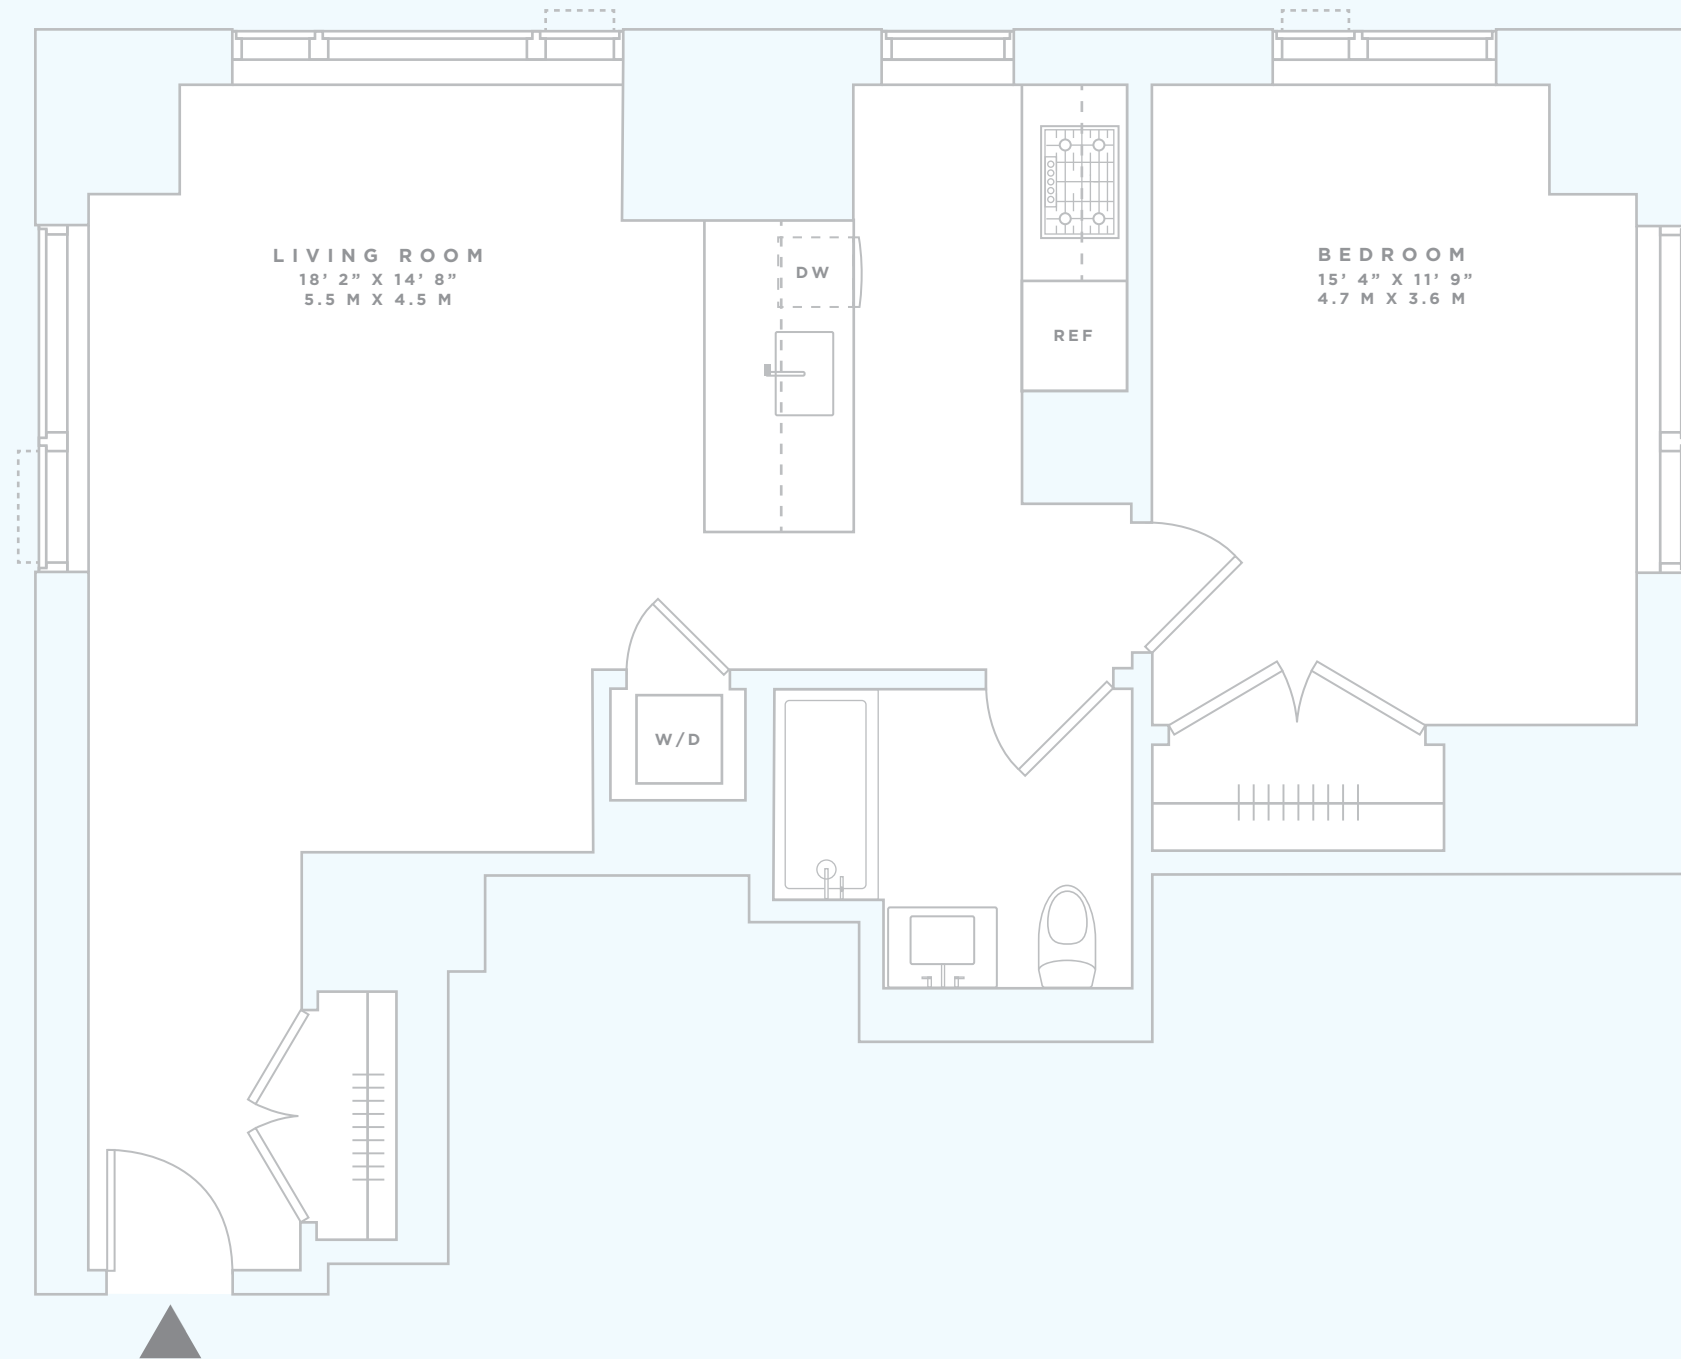 LIVING ROOM
18’ 2” X 14’ 8”
5.5 M X 4.5 M
DW
REF
BEDROOM
15’ 4” X 11’ 9”
4.7 M X 3.6 M
W/D